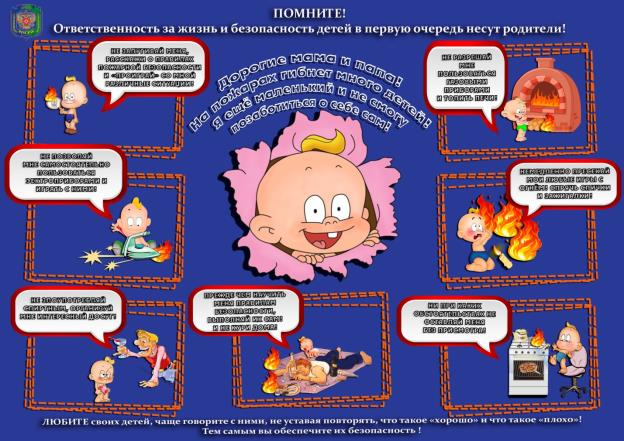 ПОМНИТЕ!
Ответственность за жизнь и безопасность детей в первую очередь несут родители!
Дорогие мама и папа!
На пожарах гибнет много детей!
Я ещё маленький и не смогу
позаботиться о себе сам!
НЕ ЗАПУГИВАЙ МЕНЯ,
РАССКАЖИ О ПРАВИЛАХ
ПОЖАРНОЙ БЕЗОПАСНОСТИ
И «ПРОИГРАЙ» СО МНОЙ
РАЗЛИЧНЫЕ СИТУАЦИИ!
НЕ РАЗРЕШАЙ
МНЕ
ПОЛЬЗОВАТЬСЯ
ГАЗОВЫМИ
ПРИБОРАМИ
И ТОПИТЬ ПЕЧИ!
НЕ ПОЗВОЛЯЙ
МНЕ САМОСТОЯТЕЛЬНО
ПОЛЬЗОВАТЬСЯ
ЭЛЕКТРОПРИБОРАМИ И
ИГРАТЬ С НИМИ!
НЕМЕДЛЕННО ПРЕСЕКАЙ
МОИ ЛЮБЫЕ ИГРЫ С
ОГНЁМ! СПРЯЧЬ СПИЧКИ
И ЗАЖИГАЛКИ!
НЕ ЗЛОУПОТРЕБЛЯЙ
СПИРТНЫМ, ОРГАНИЗУЙ
МНЕ ИНТЕРЕСНЫЙ ДОСУГ!
ПРЕЖДЕ ЧЕМ НАУЧИТЬ
МЕНЯ ПРАВИЛАМ
БЕЗОПАСНОСТИ,
ВЫПОЛНЯЙ ИХ САМ!
И НЕ КУРИ ДОМА!
НИ ПРИ КАКИХ
ОБСТОЯТЕЛЬСТВАХ НЕ
ОСТАВЛЯЙ МЕНЯ
БЕЗ ПРИСМОТРА!
ЛЮБИТЕ своих детей, чаще говорите с ними, не уставая повторять, что такое «хорошо» и что такое «плохо»!
Тем самым вы обеспечите их безопасность !